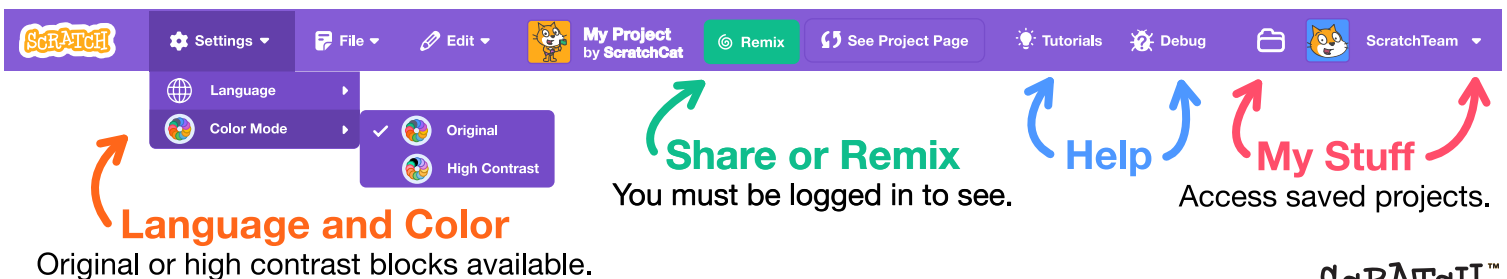 SCRATCH
Settings
File
Edit
My Project
by ScratchCat
Remix
See Project Page
Tutorials
Debug
ScratchTeam
Language
Color Mode
Original
High Contrast
Share or Remix
You must be logged in to see.
Help
My Stuff
Access saved projects.
Language and Color
Original or high contrast blocks available.
SCRATCH™